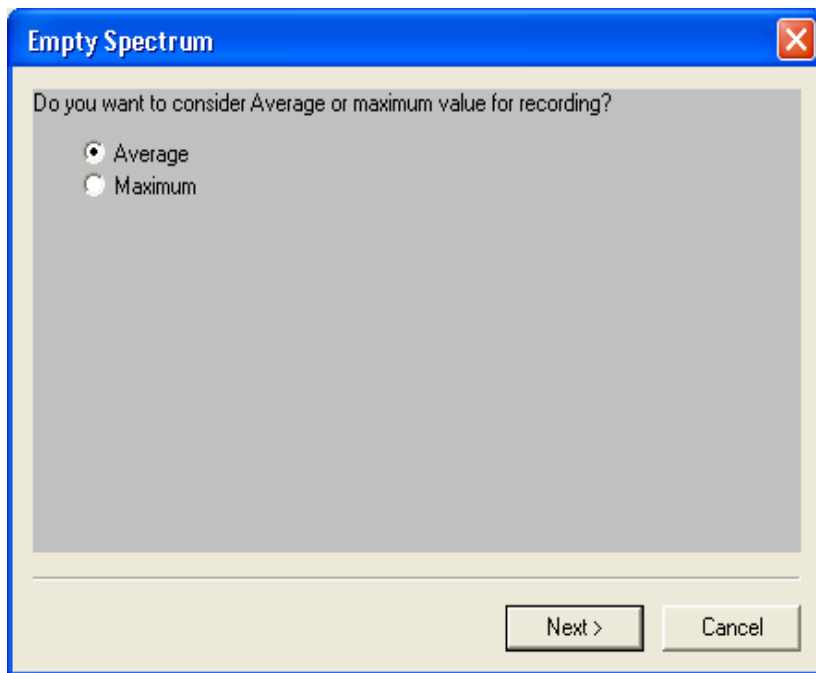 Empty Spectrum
Do you want to consider Average or maximum value for recording?
Average
Maximum
Next >
Cancel